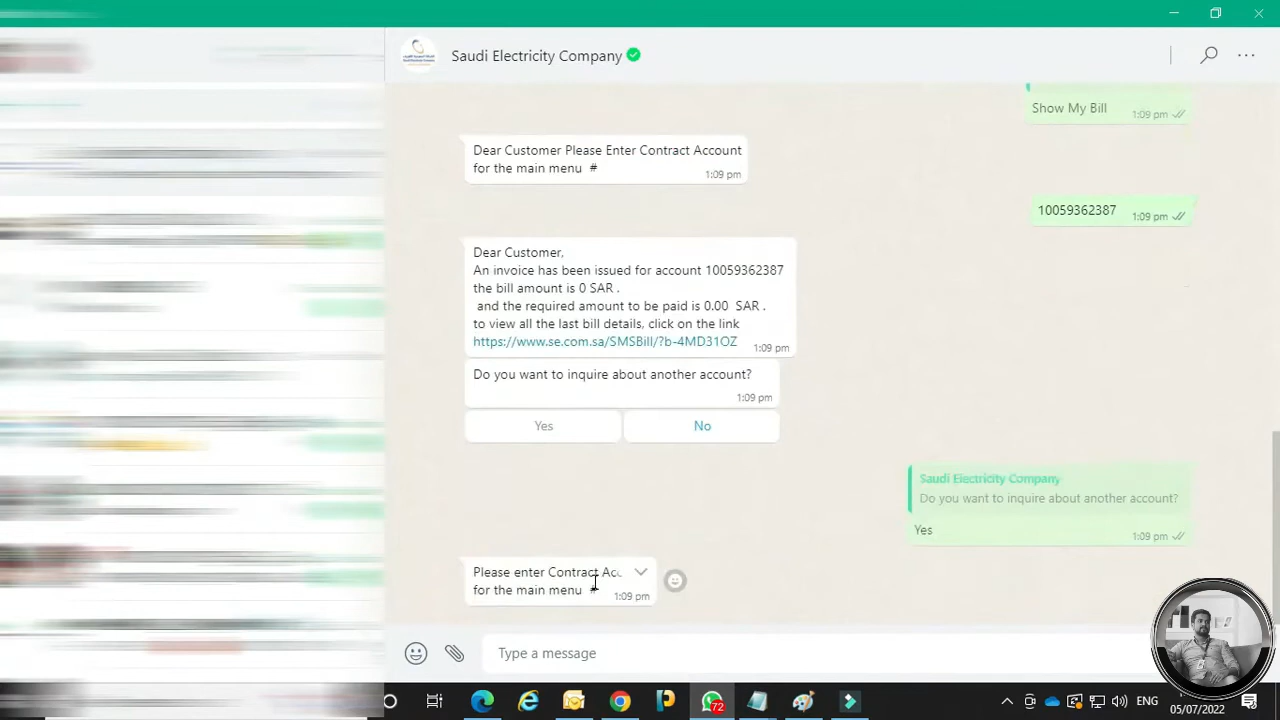 Saudi Electricity Company
Show My Bill
1:09 pm
Dear Customer Please Enter Contract Account
for the main menu #
1:09 pm
10059362387
1:09 pm
Dear Customer,
An invoice has been issued for account 10059362387
the bill amount is 0 SAR .
and the required amount to be paid is 0.00 SAR .
to view all the last bill details, click on the link
https://www.se.com.sa/SMSBill/?b-4MD31OZ
1:09 pm
Do you want to inquire about another account?
1:09 pm
Yes
No
Saudi Electricity Company
Do you want to inquire about another account?
Yes
1:09 pm
Please enter Contract Acc
for the main menu #
1:09 pm
Type a message
72
ENG
05/07/2022